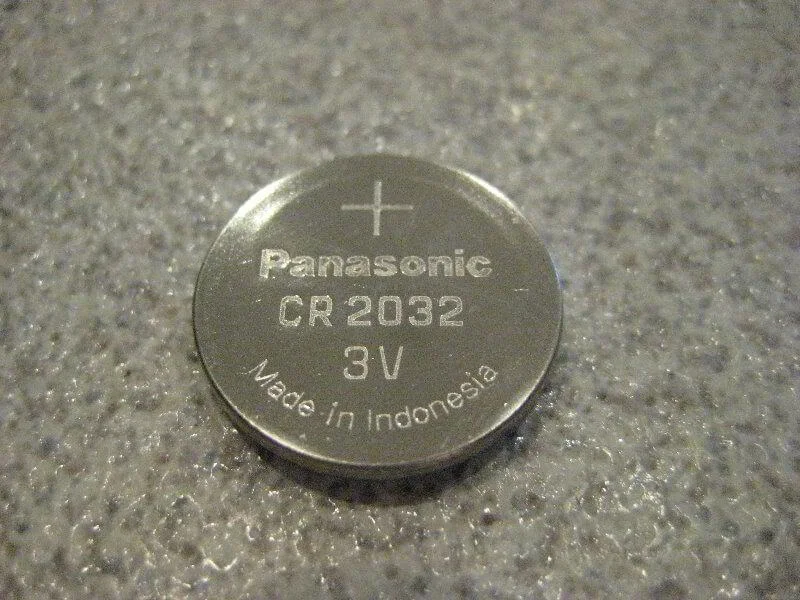 +
Panasonic
CR 2032
3V
Made in Indonesia